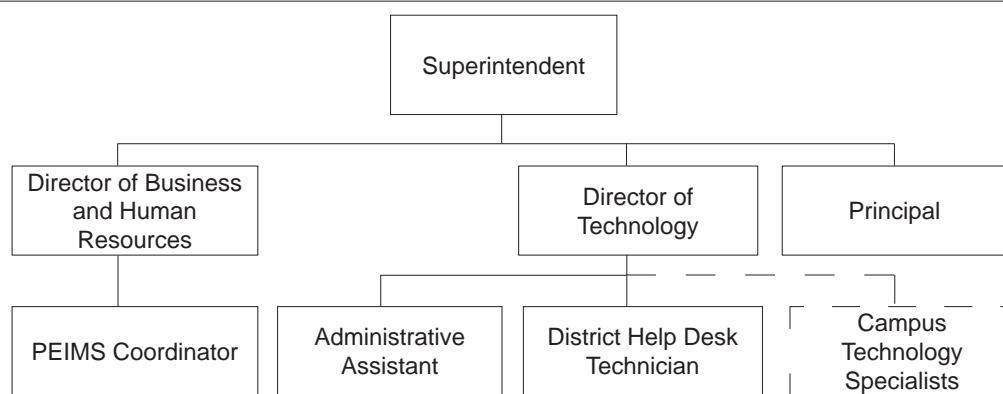 Superintendent
Director of Business
and Human
Resources
Director of
Technology
Principal
PEIMS Coordinator
Administrative
Assistant
District Help Desk
Technician
Campus
Technology
Specialists